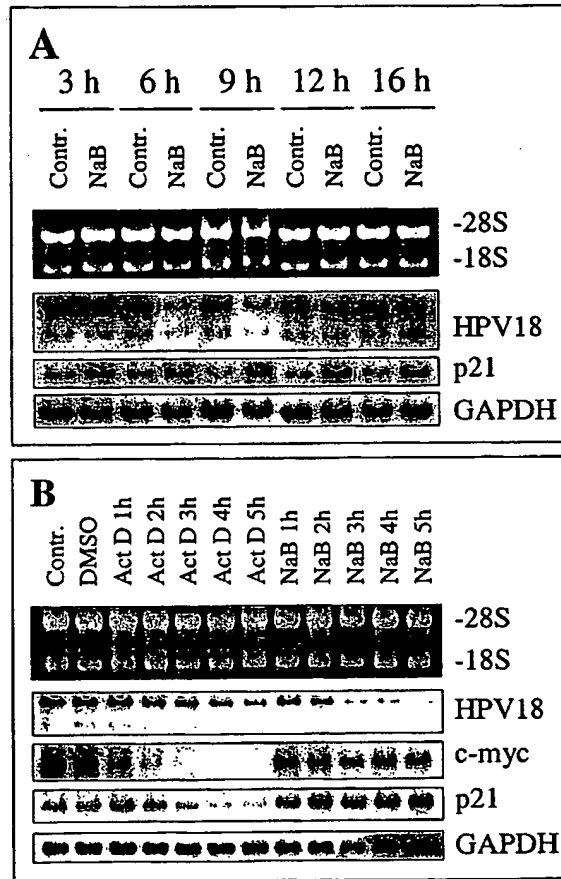 A
3 h 6 h 9 h 12 h 16 h
Contr. NaB Contr. NaB Contr. NaB Contr. NaB Contr. NaB
-28S
-18S
HPV18
p21
GAPDH
B
Contr. DMSO Act D 1h Act D 2h Act D 3h Act D 4h Act D 5h NaB 1h NaB 2h NaB 3h NaB 4h NaB 5h
-28S
-18S
HPV18
c-myc
p21
GAPDH